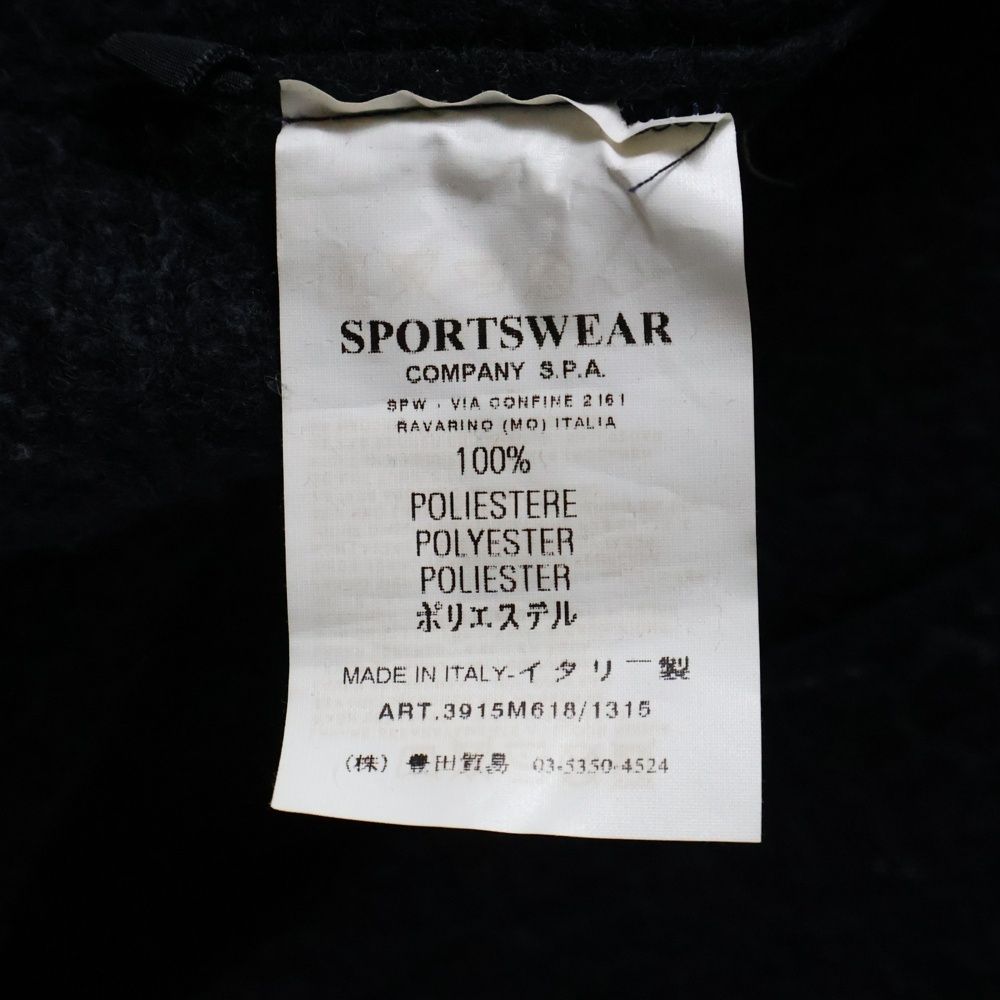 SPORTSWEAR
COMPANY S.P.A.
SPW - VIA CONFINE 2161
RAVARINO (MO) ITALIA
100%
POLIESTERE
POLYESTER
POLIESTER
ポリエステル
MADE IN ITALY-イタリー製
ART.3915M618/1315
(株) 豊田貿易 03-5350-4524